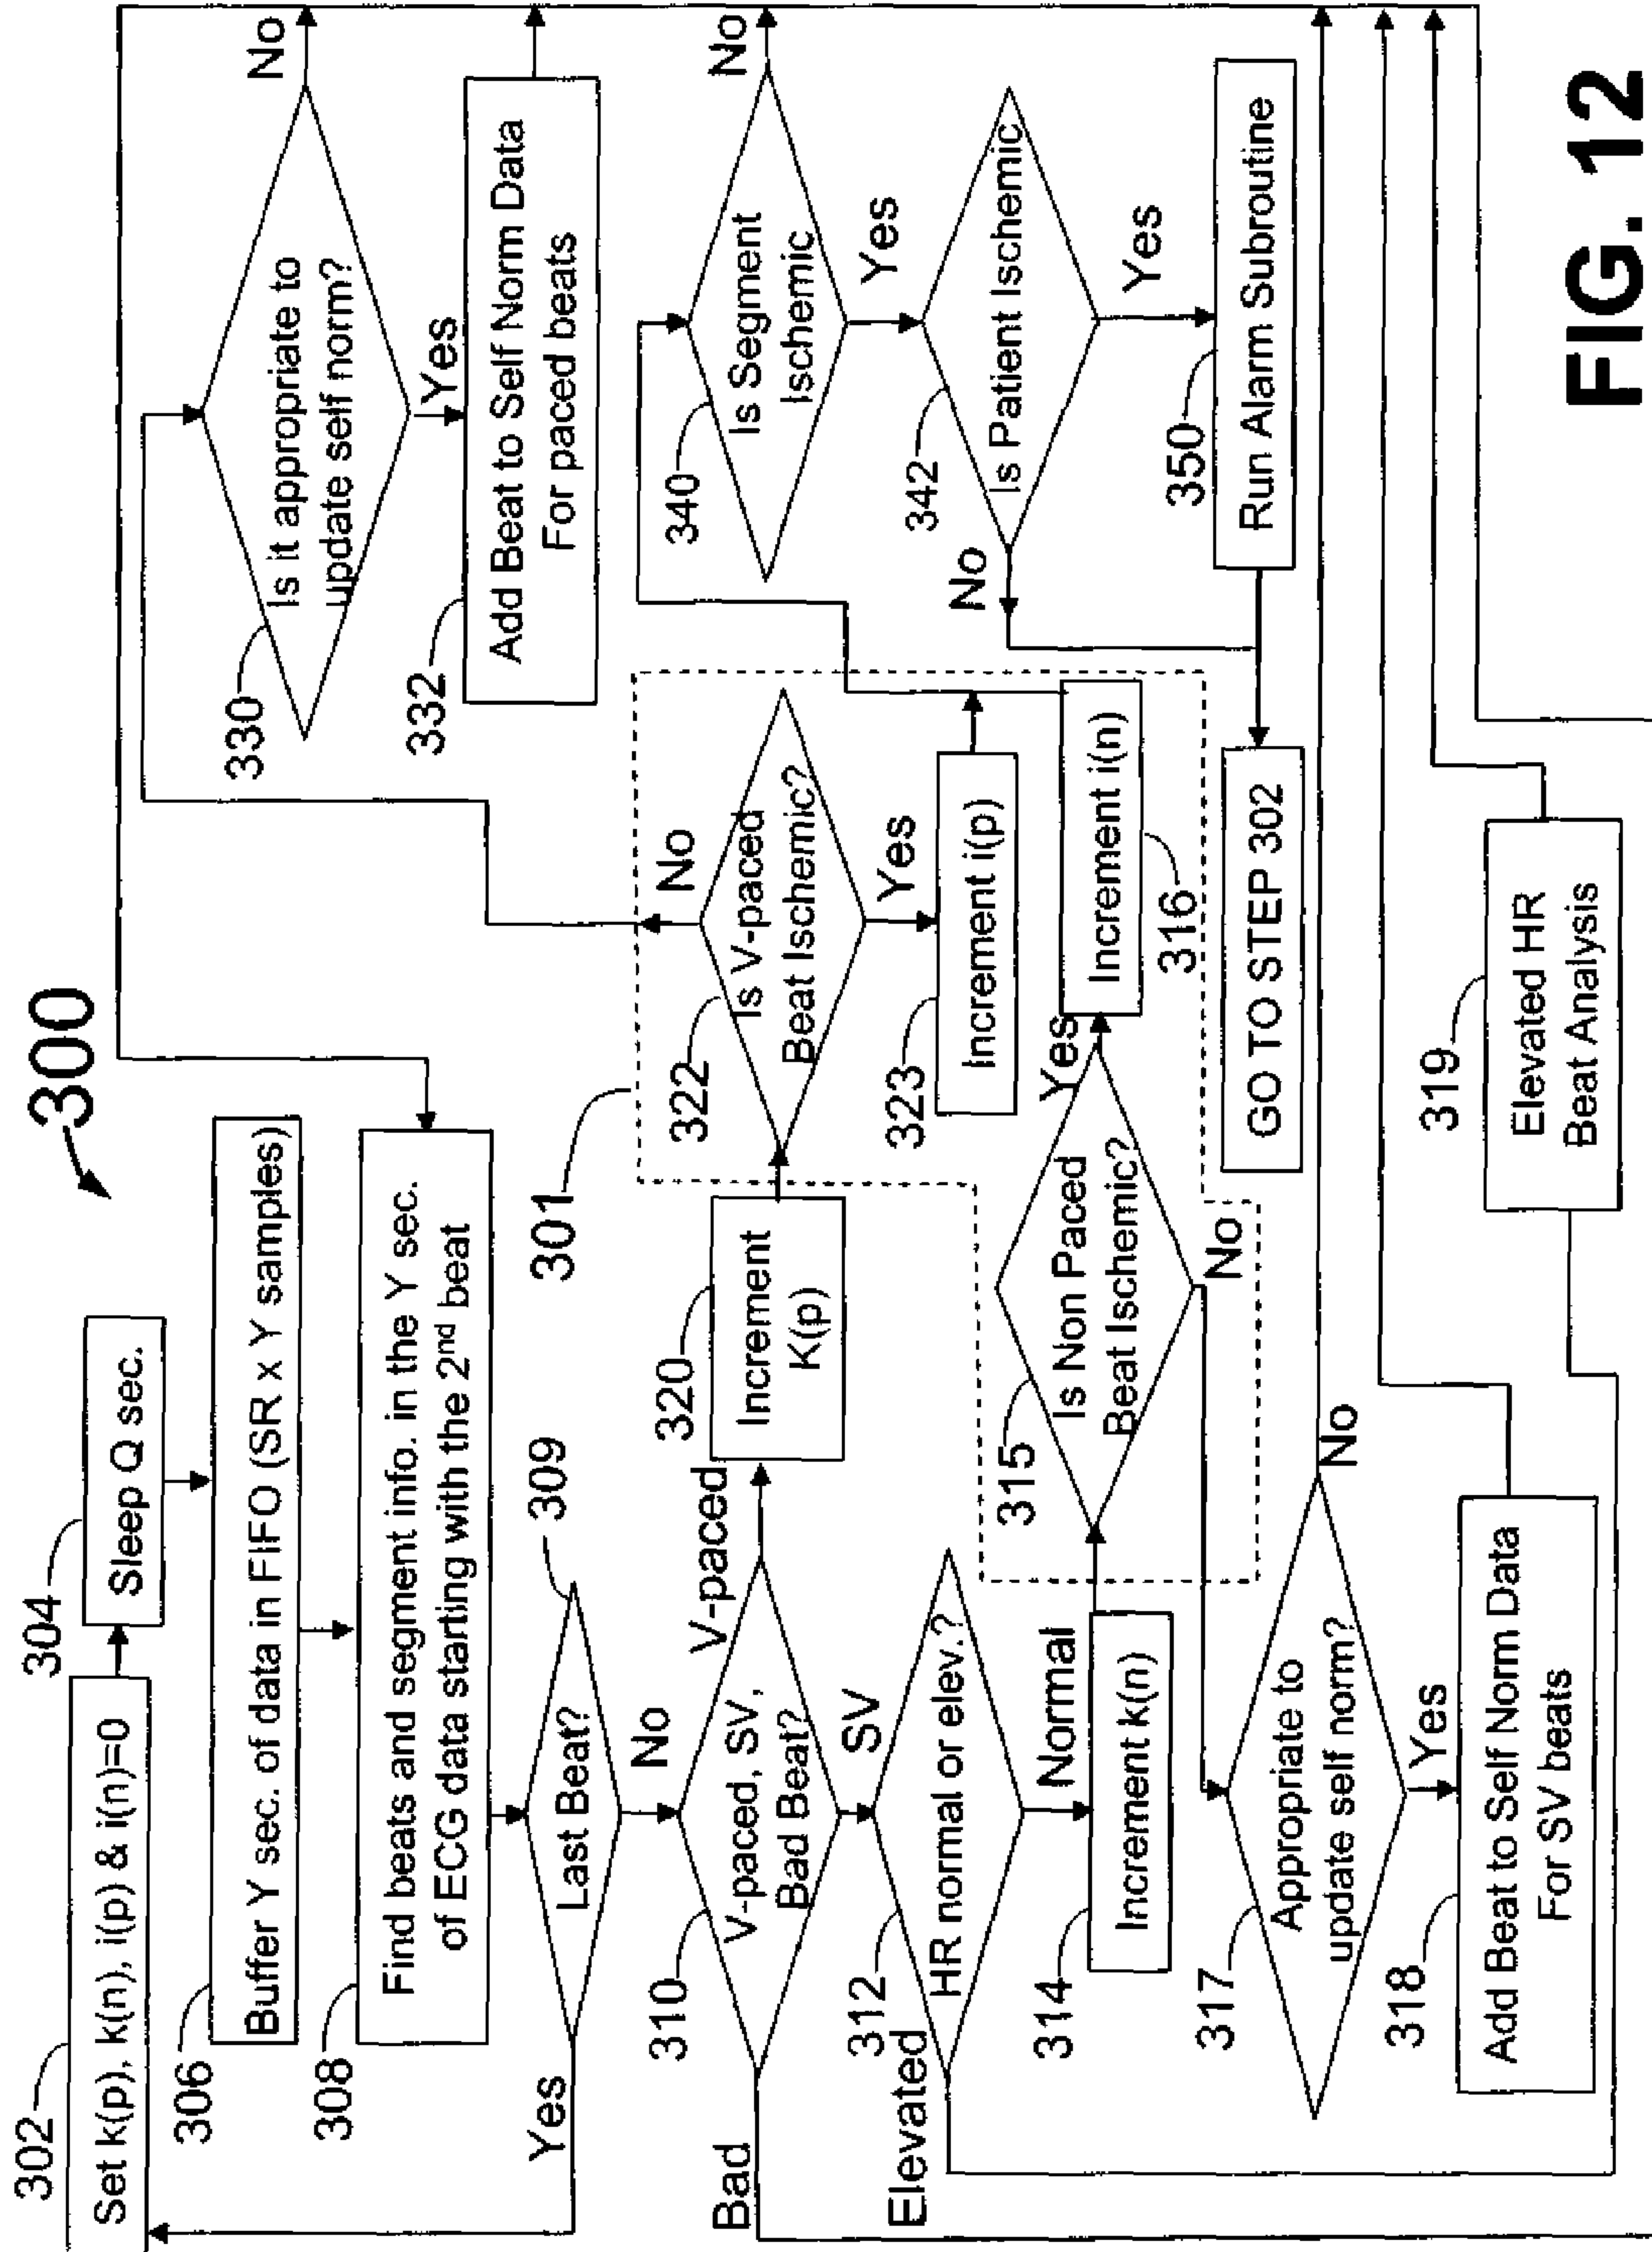 300
302
Set k(p), k(n), i(p) & i(n)=0
304
Sleep Q sec.
306
Buffer Y sec. of data in FIFO (SR x Y samples)
308
Find beats and segment info. in the Y sec.
of ECG data starting with the 2nd beat
309
Last Beat?
Yes
No
310
V-paced, SV,
Bad Beat?
Bad
V-paced
SV
312
HR normal or elev.?
Elevated
Normal
314
Increment k(n)
315
Is Non Paced
Beat Ischemic?
Yes
No
316
Increment i(n)
317
Appropriate to
update self norm?
No
Yes
318
Add Beat to Self Norm Data
For SV beats
319
Elevated HR
Beat Analysis
320
Increment
K(p)
301
322
Is V-paced
Beat Ischemic?
No
Yes
323
Increment i(p)
330
Is it appropriate to
update self norm?
No
Yes
332
Add Beat to Self Norm Data
For paced beats
340
Is Segment
Ischemic
No
Yes
342
Is Patient Ischemic
No
Yes
350
Run Alarm Subroutine
GO TO STEP 302
FIG. 12